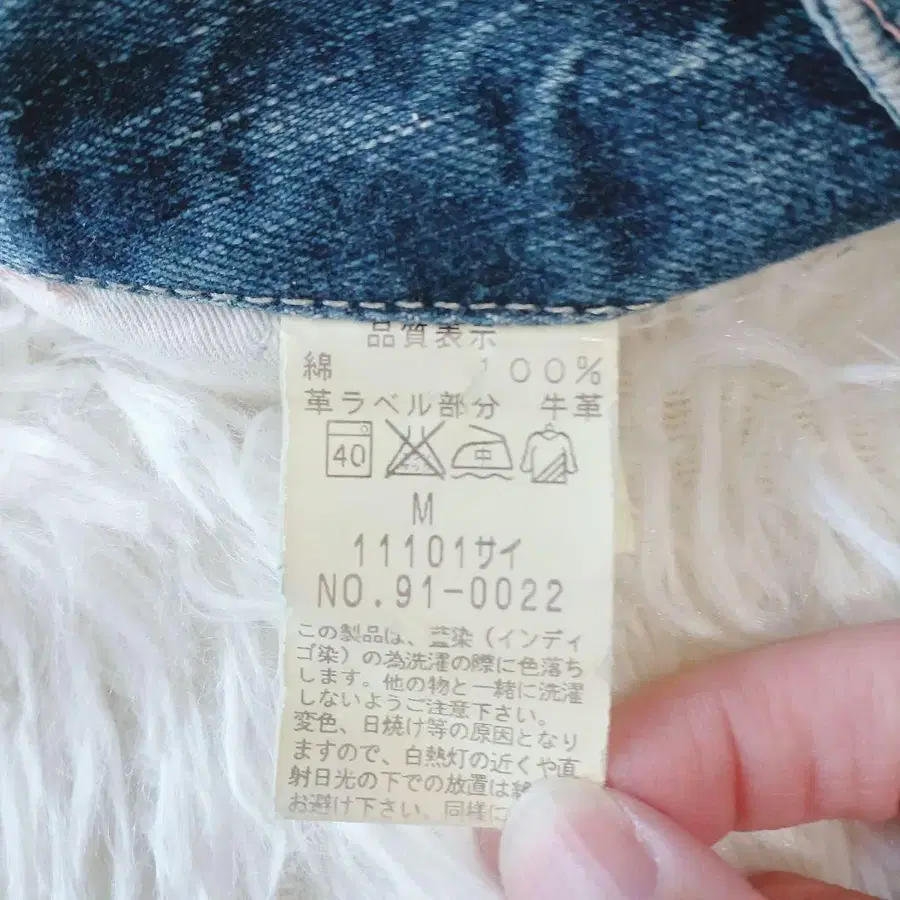 品質表示
綿 100%
革ラベル部分 牛革
40 中
M
11101サイ
NO.91-0022
この製品は、藍染(インディ
ゴ染)の為洗濯の際に色落ち
します。他の物と一緒に洗濯
しないようご注意下さい。
変色、日焼け等の原因となり
ますので、白熱灯の近くや直
射日光の下での放置は
お避け下さい。同様に